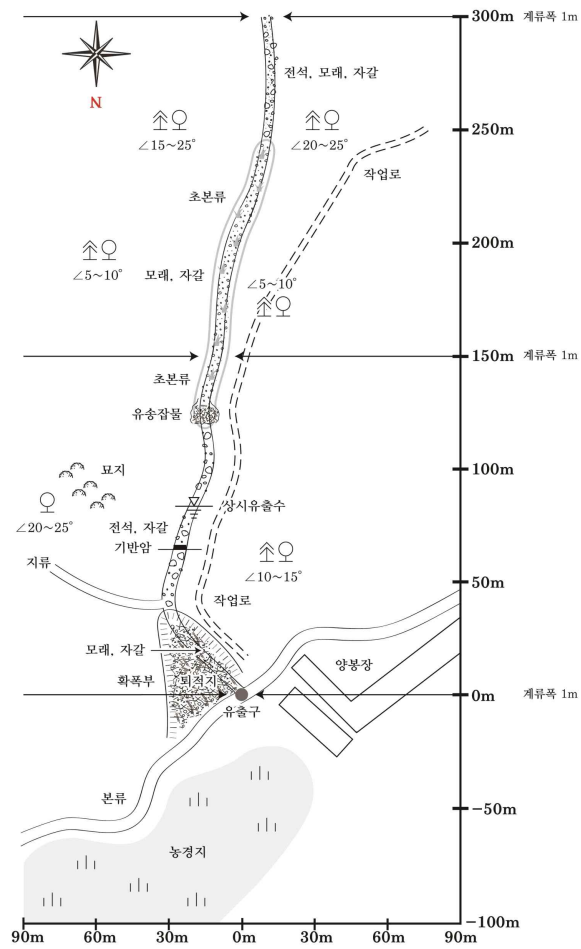 300m 계류폭 1m
N
전석, 모래, 자갈
∠15~25°
∠20~25°
250m
작업로
초본류
200m
∠5~10°
모래, 자갈
∠5~10°
150m 계류폭 1m
초본류
유송잡물
100m
묘지
상시유출수
∠20~25°
전석, 자갈
기반암
지류
∠10~15°
50m
작업로
모래, 자갈
양봉장
확폭부
퇴적지
0m 계류폭 1m
유출구
본류
-50m
농경지
-100m
90m 60m 30m 0m 30m 60m 90m